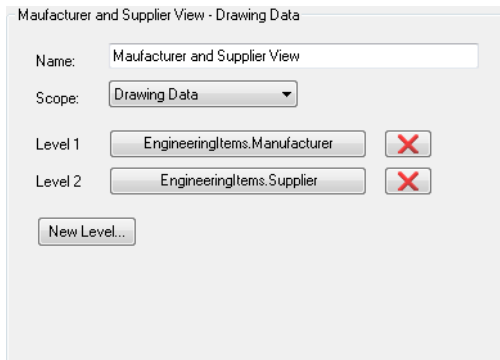 Maufacturer and Supplier View - Drawing Data
Name: Maufacturer and Supplier View
Scope: Drawing Data
Level 1 EngineeringItems.Manufacturer
Level 2 EngineeringItems.Supplier
New Level...